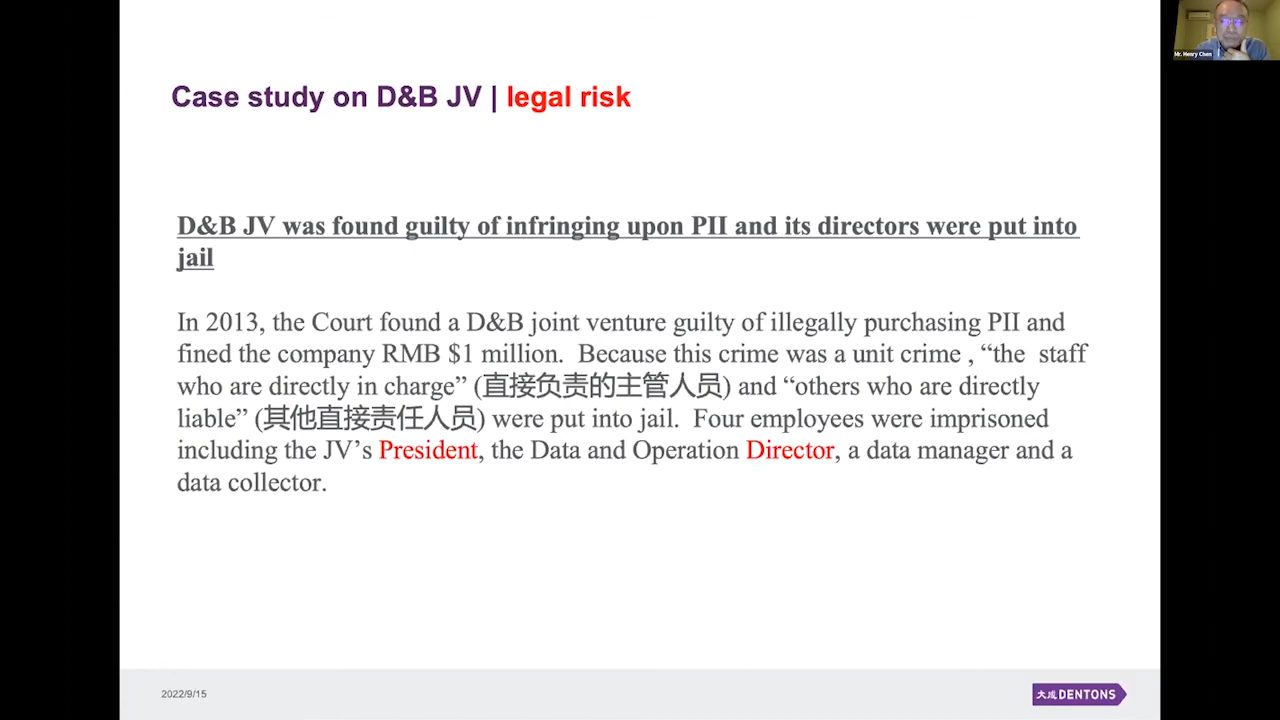 Mr. Henry Chen
Case study on D&B JV | legal risk
D&B JV was found guilty of infringing upon PII and its directors were put into
jail
In 2013, the Court found a D&B joint venture guilty of illegally purchasing PII and
fined the company RMB $1 million.  Because this crime was a unit crime , “the  staff
who are directly in charge” (直接负责的主管人员) and “others who are directly
liable” (其他直接责任人员) were put into jail.  Four employees were imprisoned
including the JV’s President, the Data and Operation Director, a data manager and a
data collector.
2022/9/15
大成DENTONS